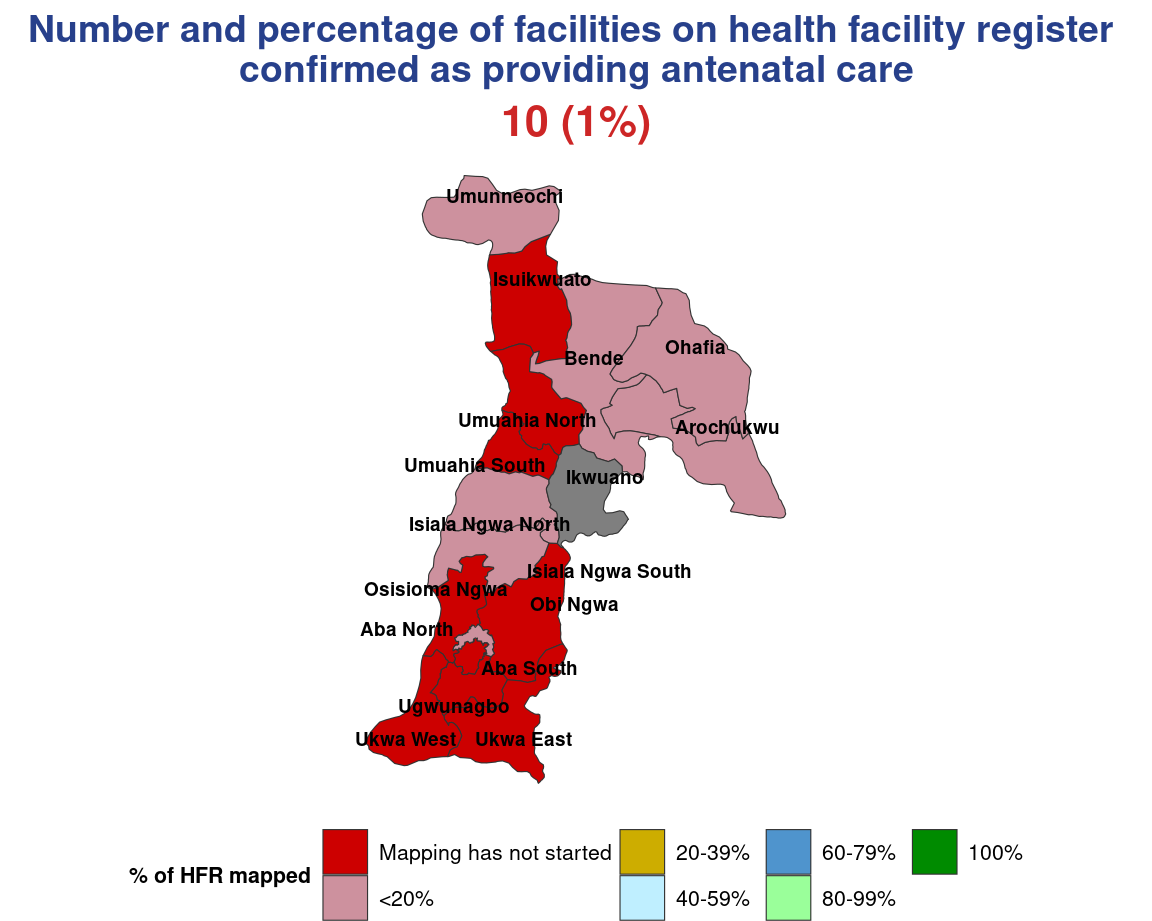 Number and percentage of facilities on health facility register
confirmed as providing antenatal care
10 (1%)
Umunneochi
Isuikwuato
Bende
Ohafia
Umuahia North
Arochukwu
Umuahia South
Ikwuano
Isiala Ngwa North
Isiala Ngwa South
Osisioma Ngwa
Obi Ngwa
Aba North
Aba South
Ugwunagbo
Ukwa West
Ukwa East
% of HFR mapped
Mapping has not started
<20%
20-39%
40-59%
60-79%
80-99%
100%